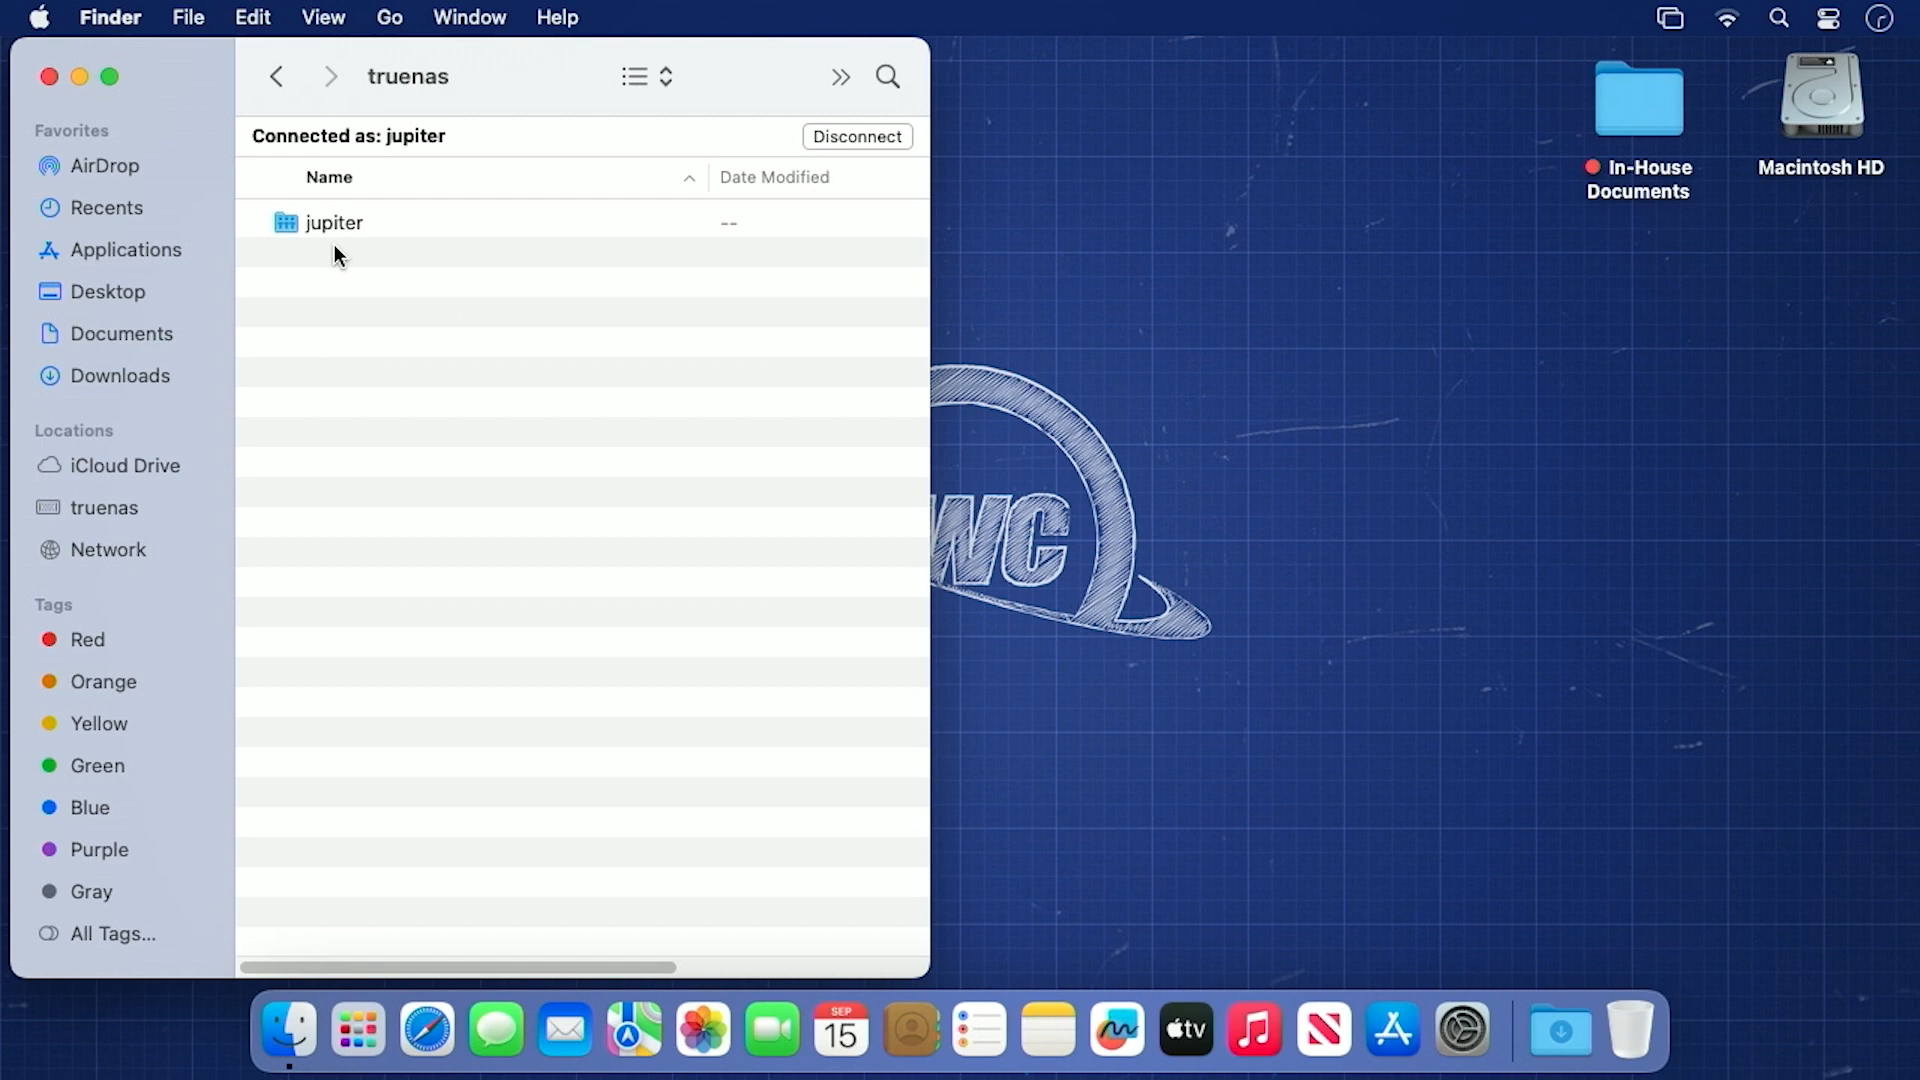 Finder File Edit View Go Window Help
truenas
Connected as: jupiter Disconnect
Name Date Modified
jupiter --
Favorites
AirDrop
Recents
Applications
Desktop
Documents
Downloads
Locations
iCloud Drive
truenas
Network
Tags
Red
Orange
Yellow
Green
Blue
Purple
Gray
All Tags...
In-House
Documents
Macintosh HD
WC
SEP
15
tv